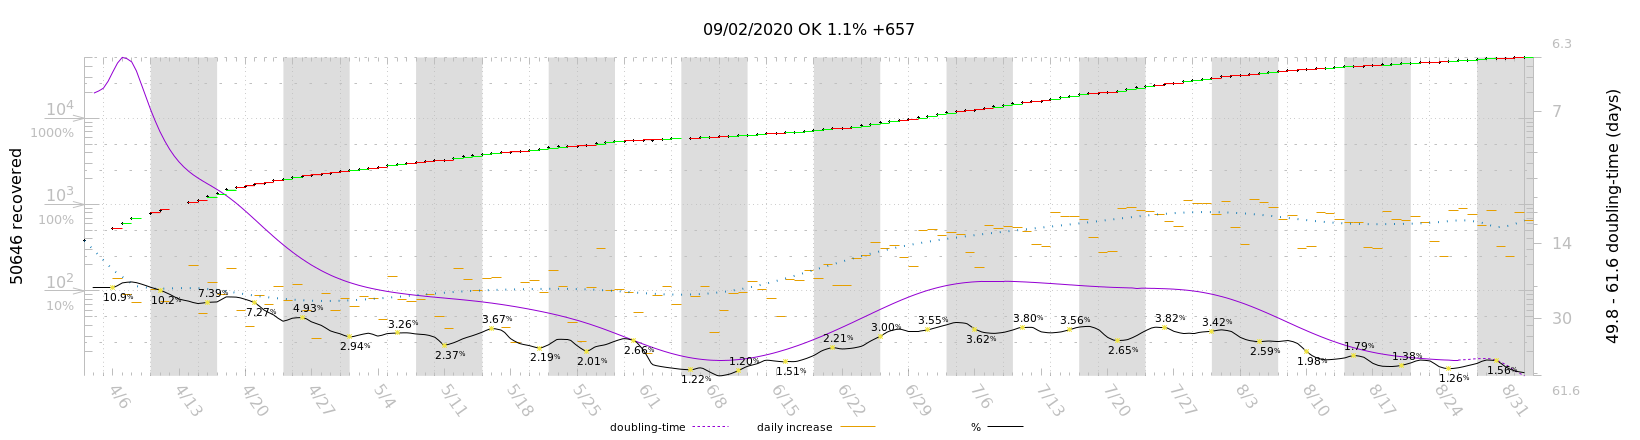 09/02/2020 OK 1.1% +657
50646 recovered
10^4
1000%
10^3
100%
10^2
10%
6.3
7
14
30
61.6
49.8 - 61.6 doubling-time (days)
10.9% 10.2% 7.39% 7.27% 4.93% 2.94% 3.26% 2.37% 3.67% 2.19% 2.01% 2.66% 1.22% 1.20% 1.51% 2.21% 3.00% 3.55% 3.62% 3.80% 3.56% 2.65% 3.82% 3.42% 2.59% 1.98% 1.79% 1.38% 1.26% 1.56%
4/6 4/13 4/20 4/27 5/4 5/11 5/18 5/25 6/1 6/8 6/15 6/22 6/29 7/6 7/13 7/20 7/27 8/3 8/10 8/17 8/24 8/31
doubling-time daily increase %